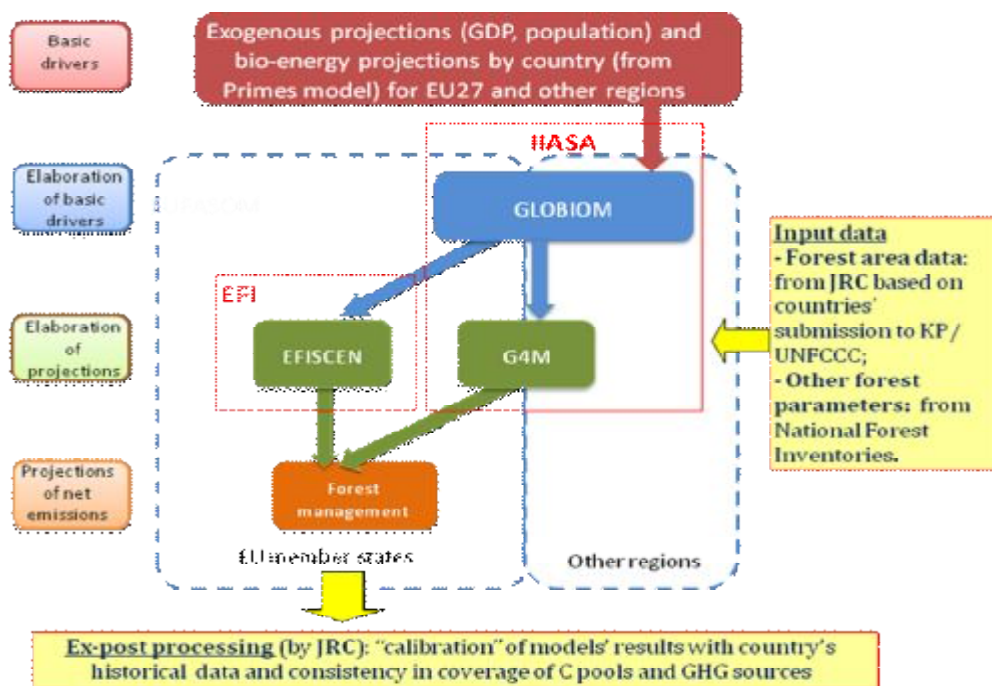 Basic
drivers
Exogenous projections (GDP, population) and
bio-energy projections by country (from
Primes model) for EU27 and other regions
IIASA
Elaboration
of basic
drivers
GLOBIOM
Input data
- Forest area data:
from JRC based on
countries'
submission to KP/
UNFCCC;
- Other forest
parameters: from
National Forest
Inventories.
EFI
Elaboration
of
projections
EFISCEN
G4M
Projections
of net
emissions
Forest
management
EU member states
Other regions
Ex-post processing (by JRC): "calibration" of models' results with country's
historical data and consistency in coverage of C pools and GHG sources